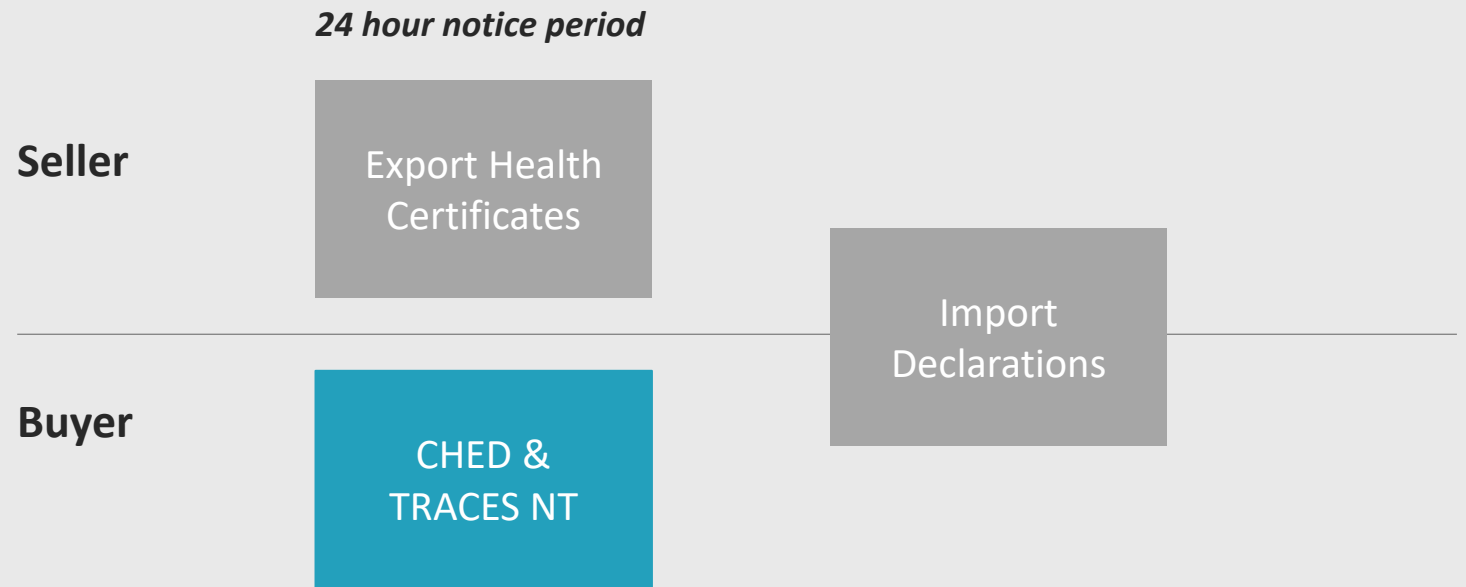 24 hour notice period
Seller
Export Health
Certificates
Import
Declarations
Buyer
CHED &
TRACES NT